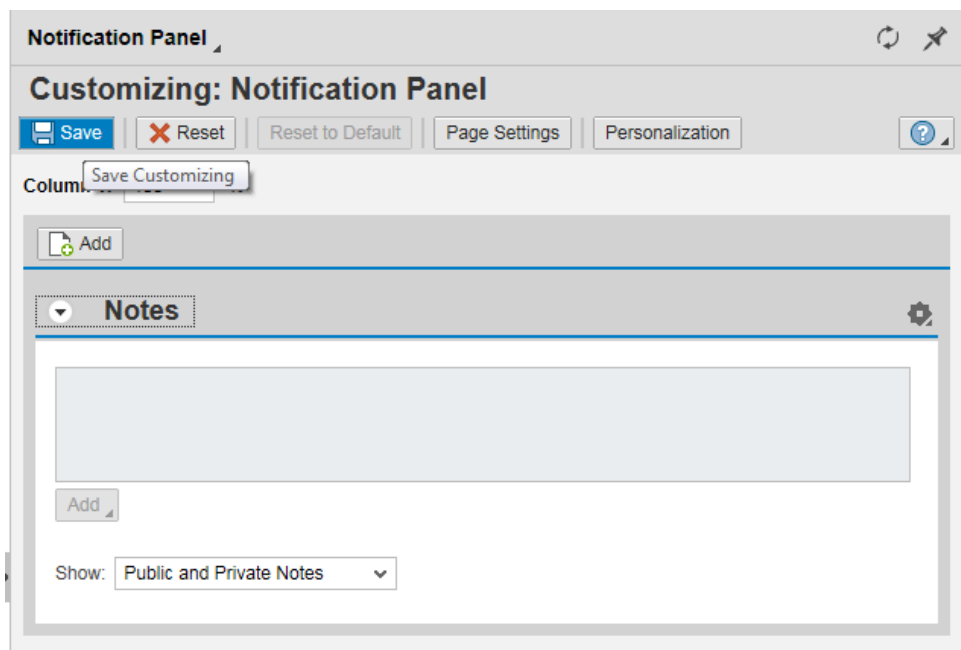 Notification Panel
Customizing: Notification Panel
Save Reset Reset to Default Page Settings Personalization
Save Customizing
Column
Add
Notes
Add
Show: Public and Private Notes